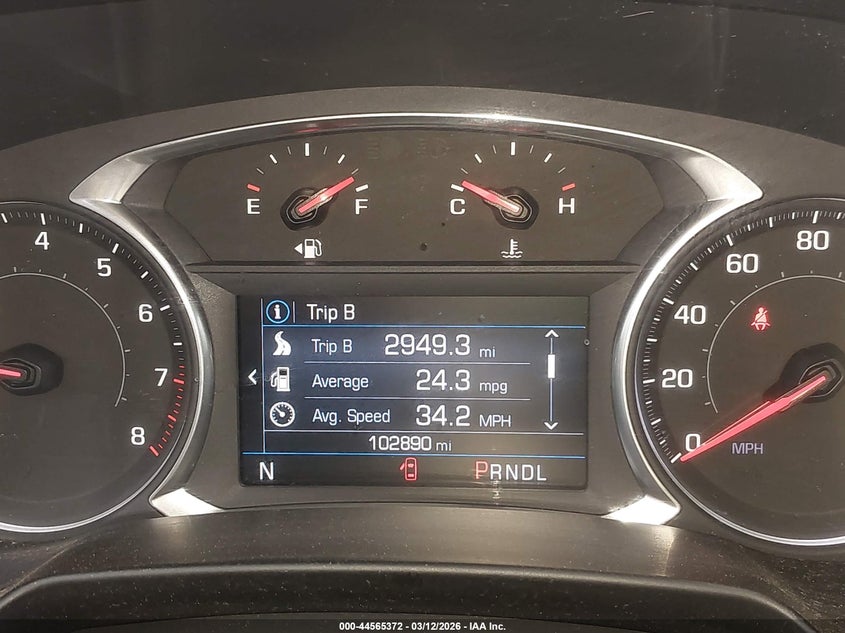 E F
C H
4
5
6
7
8
80
60
40
20
0
MPH
Trip B
Trip B 2949.3 mi
Average 24.3 mpg
Avg. Speed 34.2 MPH
102890 mi
N PRNDL
000-44565372 - 03/12/2026 - IAA Inc.